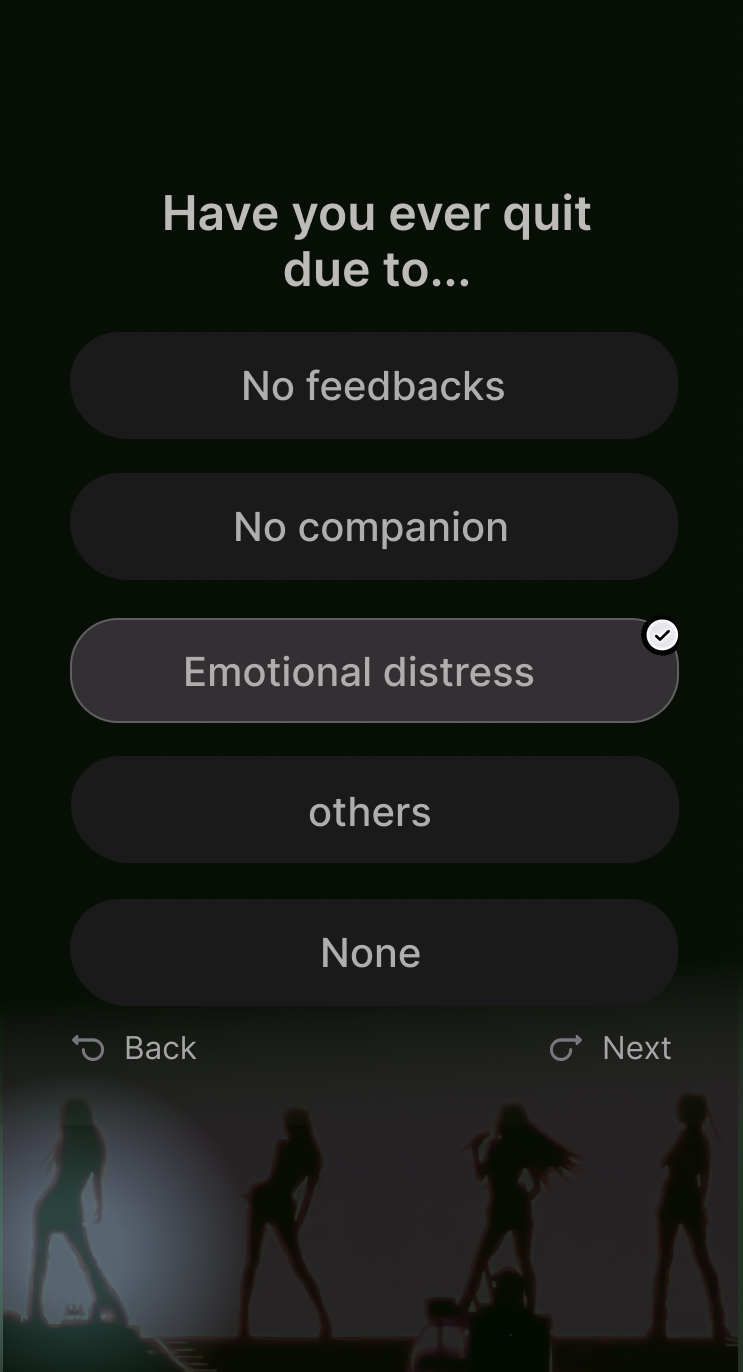 Have you ever quit
due to...
No feedbacks
No companion
Emotional distress
others
None
Back
Next